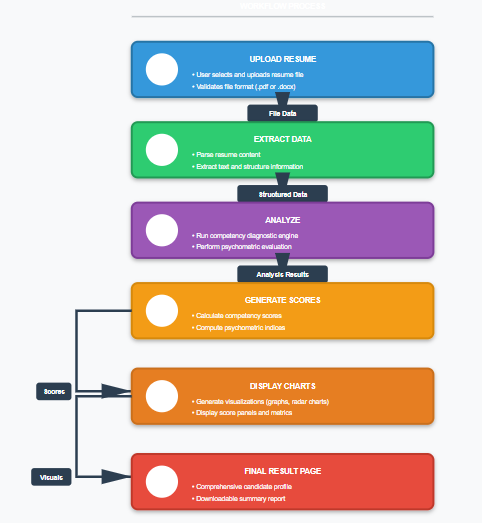 UPLOAD RESUME
• User selects and uploads resume file
• Validates file format (.pdf or .docx)
File Data
EXTRACT DATA
• Parse resume content
• Extract text and structure information
Structured Data
ANALYZE
• Run competency diagnostic engine
• Perform psychometric evaluation
Analysis Results
GENERATE SCORES
• Calculate competency scores
• Compute psychometric indices
Scores
DISPLAY CHARTS
• Generate visualizations (graphs, radar charts)
• Display score panels and metrics
Visuals
FINAL RESULT PAGE
• Comprehensive candidate profile
• Downloadable summary report